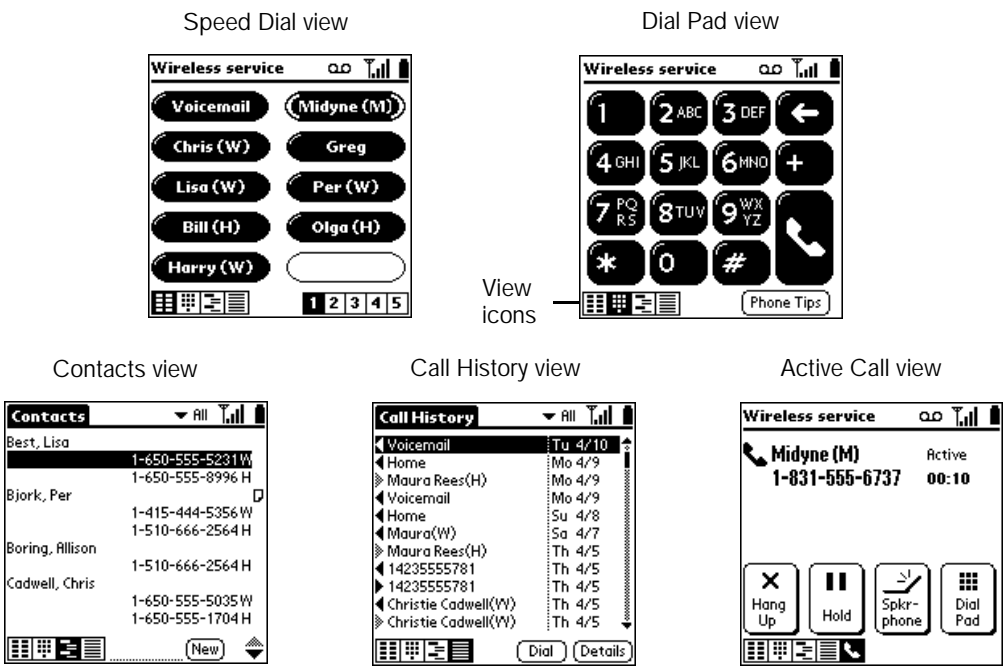 Speed Dial view
Dial Pad view
Wireless service
Voicemail Midyne (M)
Chris (W) Greg
Lisa (W) Per (W)
Bill (H) Olga (H)
Harry (W)
1 2 3 4 5
Wireless service
1 2 ABC 3 DEF
4 GHI 5 JKL 6 MNO +
7 PQRS 8 TUV 9 WXYZ
* 0 #
Phone Tips
View
icons
Contacts view
Call History view
Active Call view
Contacts All
Best, Lisa
1-650-555-5231 W
1-650-555-8996 H
Bjork, Per
1-415-444-5356 W
1-510-666-2564 H
Boring, Allison
1-510-666-2564 H
Cadwell, Chris
1-650-555-5035 W
1-650-555-1704 H
New
Call History All
Voicemail Tu 4/10
Home Mo 4/9
Maura Rees(H) Mo 4/9
Voicemail Mo 4/9
Home Su 4/8
Maura(W) Sa 4/7
Maura Rees(H) Th 4/5
14235555781 Th 4/5
14235555781 Th 4/5
Christie Cadwell(W) Th 4/5
Christie Cadwell(W) Th 4/5
Dial Details
Wireless service
Midyne (M) Active
1-831-555-6737 00:10
Hang Up
Hold
Spkr-phone
Dial Pad